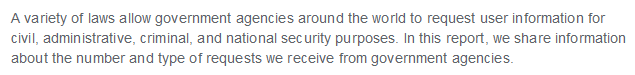 A variety of laws allow government agencies around the world to request user information for
civil, administrative, criminal, and national security purposes. In this report, we share information
about the number and type of requests we receive from government agencies.